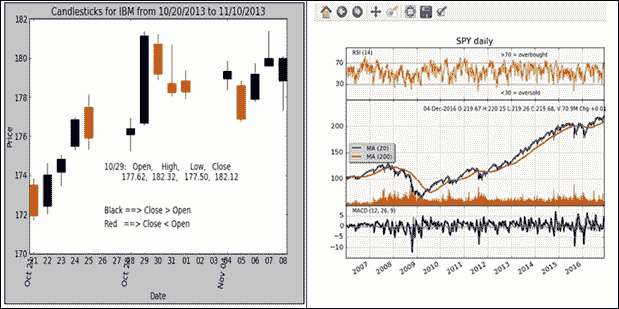 Candlesticks for IBM from 10/20/2013 to 11/10/2013
182
180
178
176
174
172
170
Price
10/29: Open, High, Low, Close
177.62, 182.32, 177.50, 182.12
Black ==> Close > Open
Red ==> Close < Open
21 22 23 24 25 26 27 28 29 30 31 01 02 03 04 05 06 07 08
Date
SPY daily
RSI (14)
>70 = overbought
70
30
<30 = oversold
04-Dec-2016 O:219.67 H:220.25 L:219.26 C:219.68, V:70.9M Chg:+0.01
200
150
100
MA (20)
MA (200)
MACD (12, 26, 9)
5
0
−5
−10
2007 2008 2009 2010 2011 2012 2013 2014 2015 2016